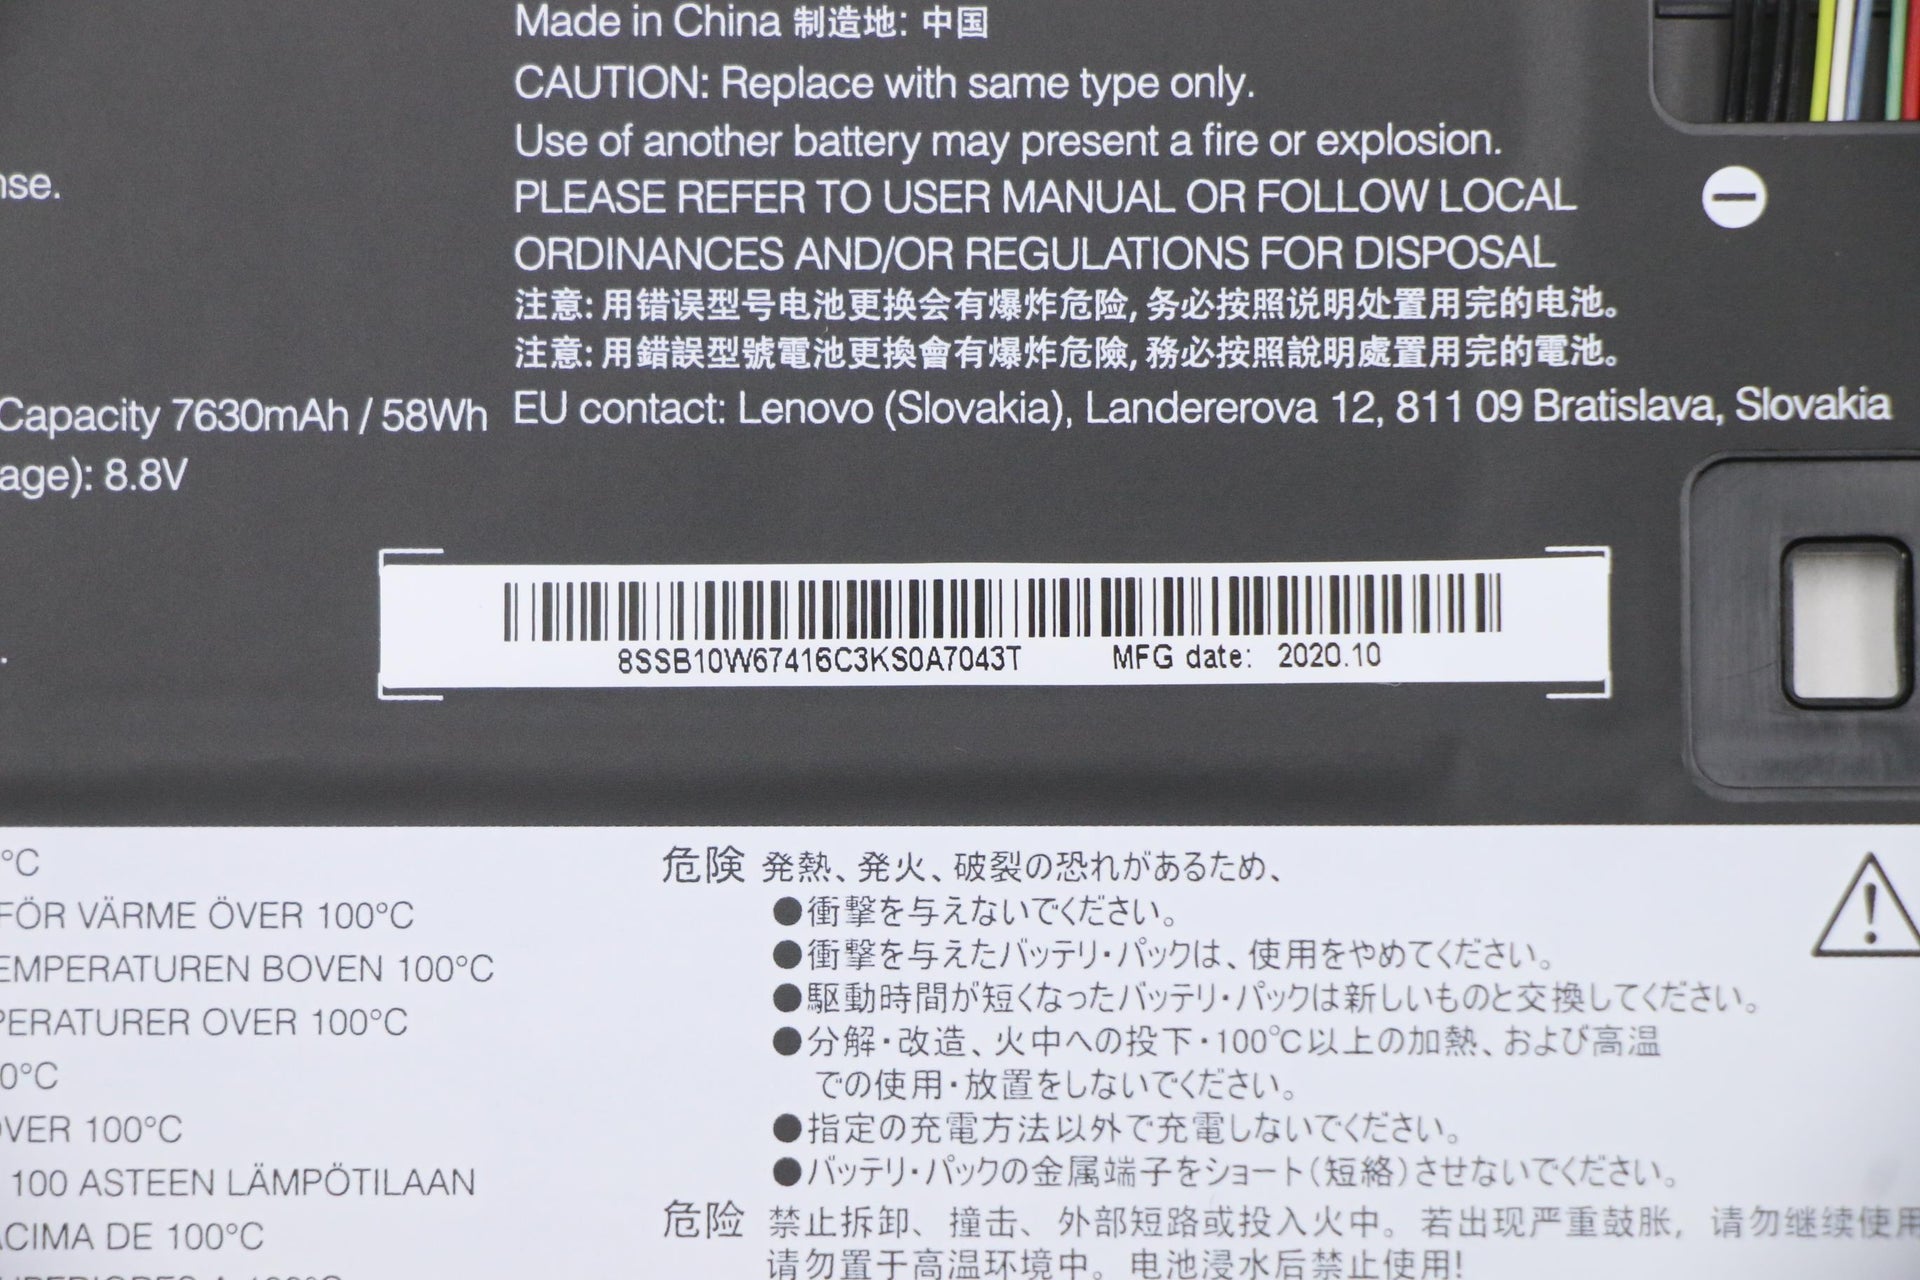 Made in China 制造地: 中国
CAUTION: Replace with same type only.
Use of another battery may present a fire or explosion.
PLEASE REFER TO USER MANUAL OR FOLLOW LOCAL
ORDINANCES AND/OR REGULATIONS FOR DISPOSAL
注意: 用错误型号电池更换会有爆炸危险, 务必按照说明处置用完的电池。
注意: 用錯誤型號電池更換會有爆炸危險, 務必按照說明處置用完的電池。
EU contact: Lenovo (Slovakia), Landererova 12, 811 09 Bratislava, Slovakia
nse.
Capacity 7630mAh / 58Wh
age): 8.8V
8SSB10W67416C3KS0A7043T MFG date: 2020.10
°C
FÖR VÄRME ÖVER 100°C
EMPERATUREN BOVEN 100°C
PERATURER OVER 100°C
0°C
OVER 100°C
100 ASTEEN LÄMPÖTILAAN
ACIMA DE 100°C
危険 発熱、発火、破裂の恐れがあるため、
●衝撃を与えないでください。
●衝撃を与えたバッテリ・パックは、使用をやめてください。
●駆動時間が短くなったバッテリ・パックは新しいものと交換してください。
●分解・改造、火中への投下・100℃以上の加熱、および高温
での使用・放置をしないでください。
●指定の充電方法以外で充電しないでください。
●バッテリ・パックの金属端子をショート(短絡)させないでください。
危险 禁止拆卸、撞击、外部短路或投入火中。若出现严重鼓胀, 请勿继续使用
请勿置于高温环境中。电池浸水后禁止使用!